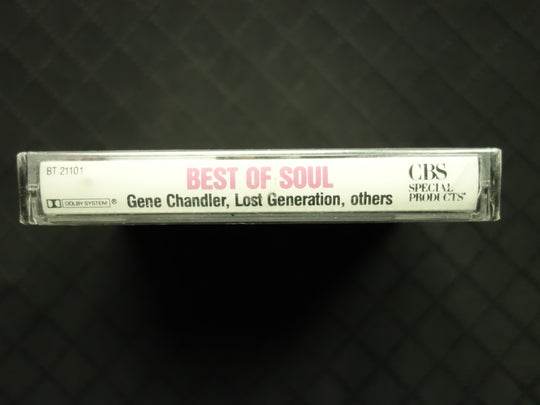 BT 21101
BEST OF SOUL
CBS
SPECIAL
PRODUCTS
DOLBY SYSTEM ®
Gene Chandler, Lost Generation, others